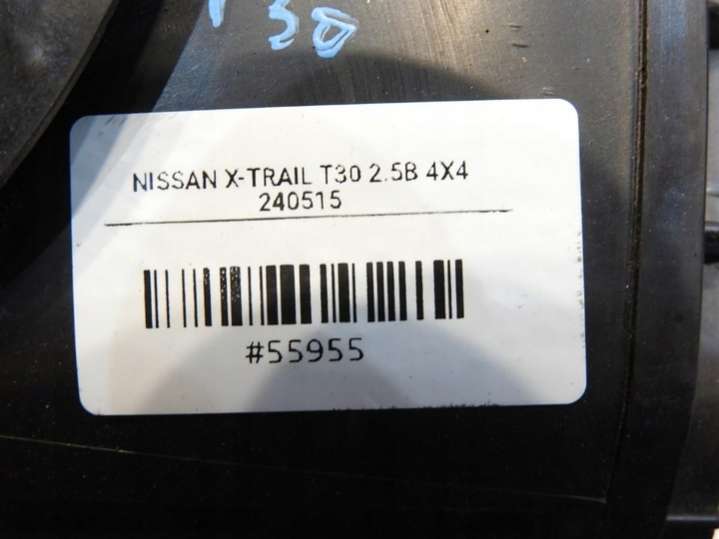 T30
NISSAN X-TRAIL T30 2.5B 4X4
240515
#55955